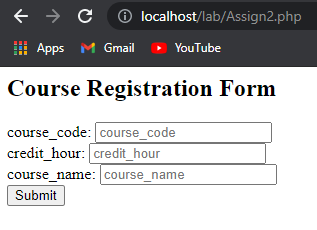 localhost/lab/Assign2.php
Apps Gmail YouTube
Course Registration Form
course_code: course_code
credit_hour: credit_hour
course_name: course_name
Submit